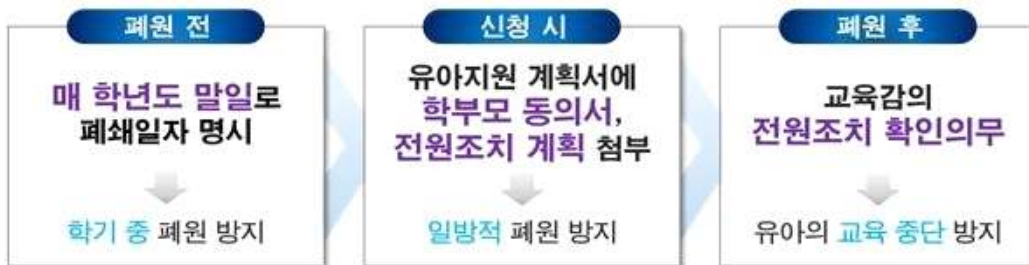 폐원 전
매 학년도 말일로
폐쇄일자 명시
학기 중 폐원 방지
신청 시
유아지원 계획서에
학부모 동의서,
전원조치 계획 첨부
일방적 폐원 방지
폐원 후
교육감의
전원조치 확인의무
유아의 교육 중단 방지